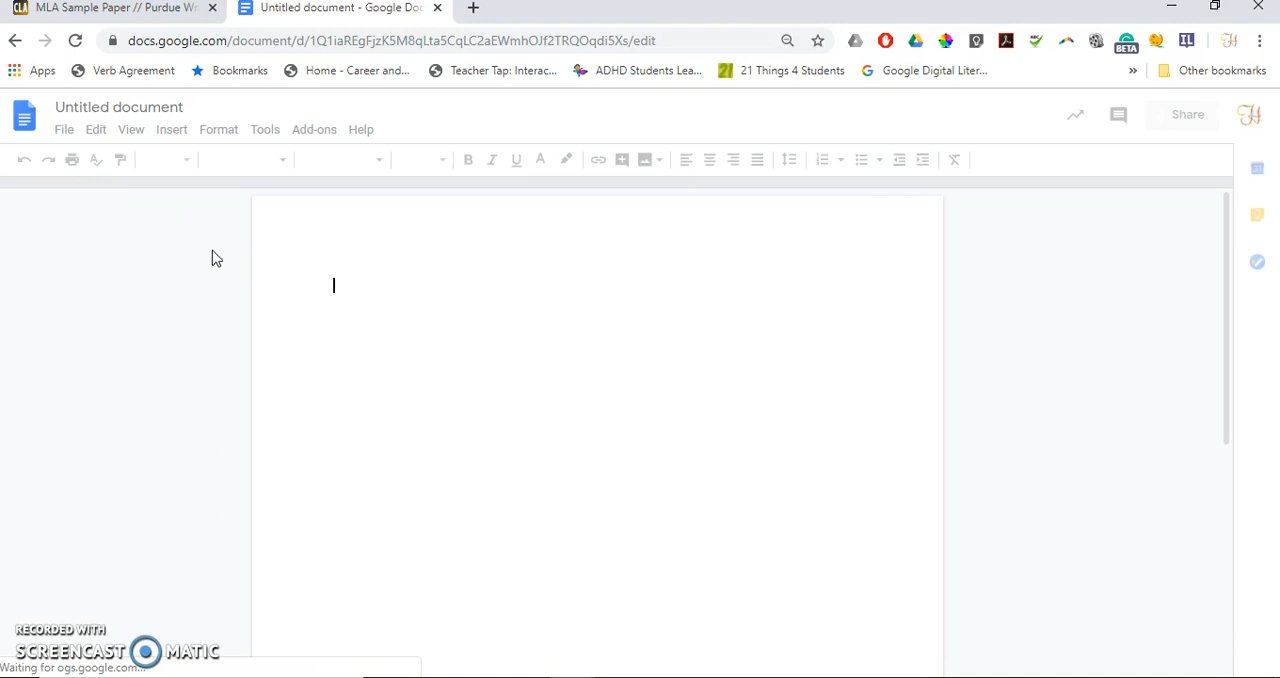 MLA Sample Paper // Purdue Wr
Untitled document - Google Doc
docs.google.com/document/d/1Q1iaREgFjzK5M8qLta5CqLC2aEWmhOJf2TRQOqdi5Xs/edit
BETA
IL
Apps
Verb Agreement
Bookmarks
Home - Career and...
Teacher Tap: Interac...
ADHD Students Lea...
21 Things 4 Students
Google Digital Liter...
Other bookmarks
Untitled document
File Edit View Insert Format Tools Add-ons Help
Share
RECORDED WITH
SCREENCAST MATIC
Waiting for ogs.google.com...